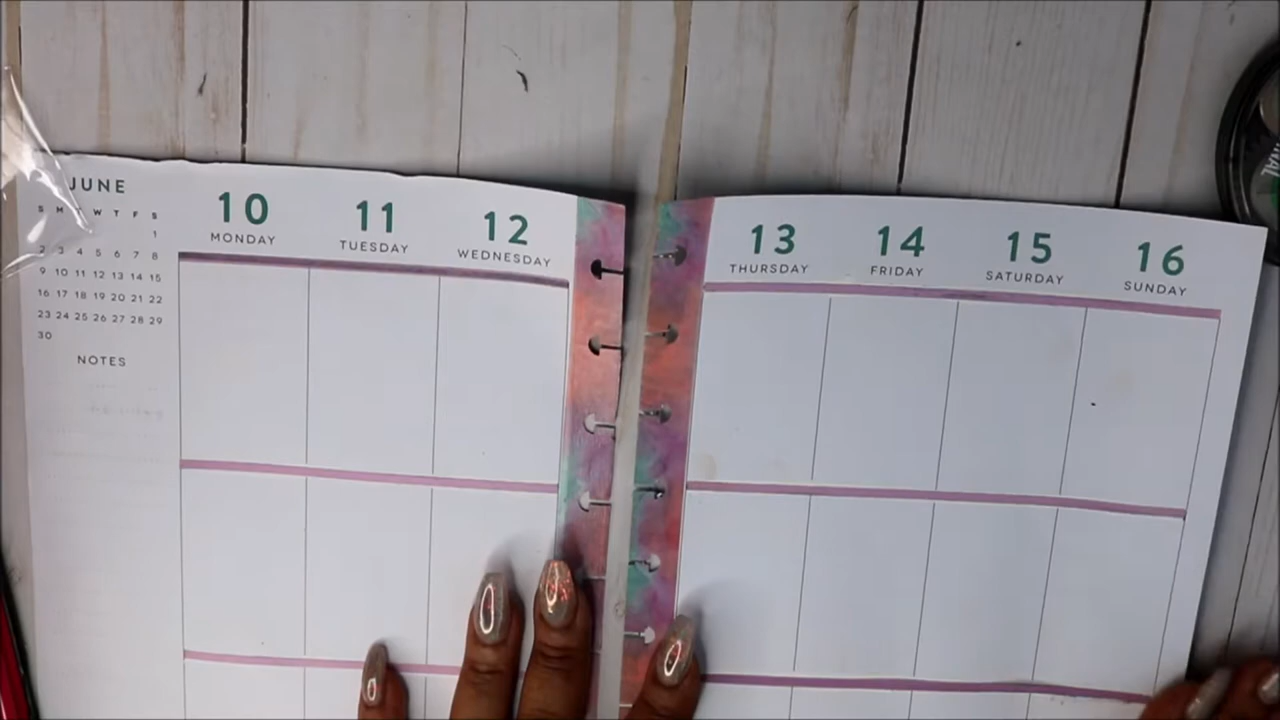 JUNE
S M W T F S
1
2 3 4 5 6 7 8
9 10 11 12 13 14 15
16 17 18 19 20 21 22
23 24 25 26 27 28 29
30
NOTES
10
MONDAY
11
TUESDAY
12
WEDNESDAY
13
THURSDAY
14
FRIDAY
15
SATURDAY
16
SUNDAY